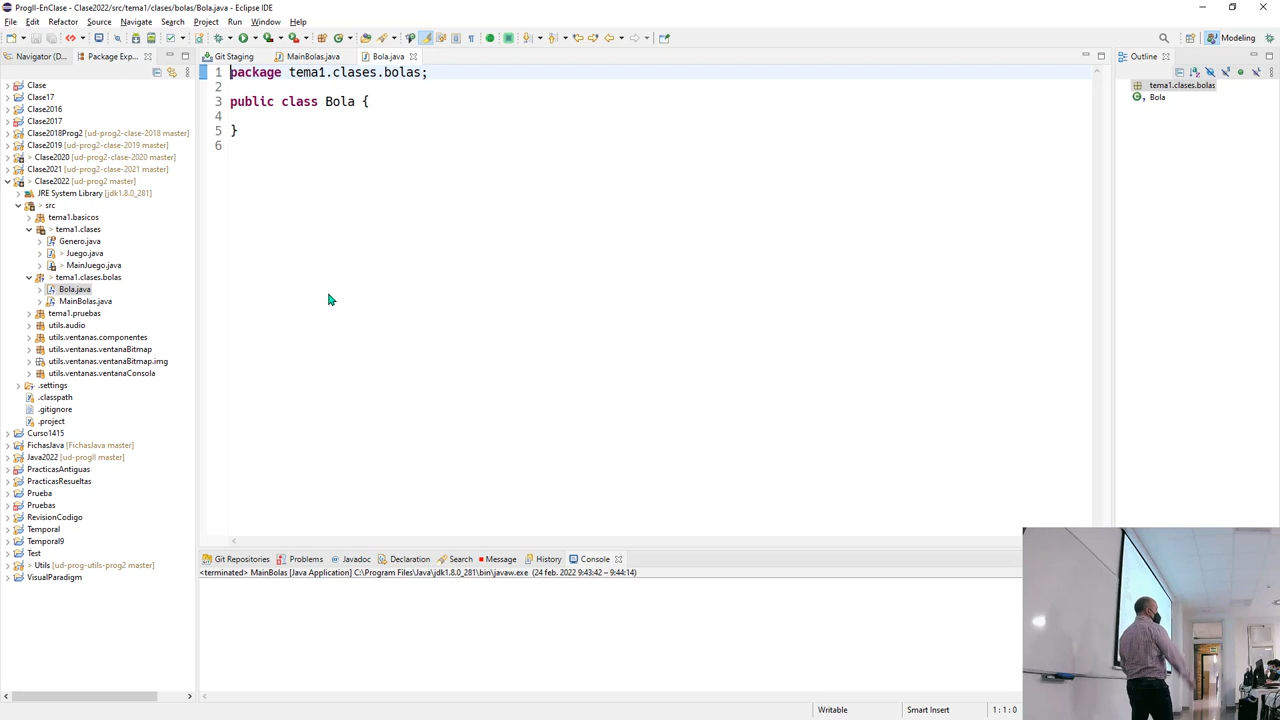 ProgII-EnClase - Clase2022/src/tema1/clases/bolas/Bola.java - Eclipse IDE
File Edit Refactor Source Navigate Search Project Run Window Help
Modeling
Navigator (D...
Package Exp...
Git Staging
MainBolas.java
Bola.java
Outline
1 package tema1.clases.bolas;
2
3 public class Bola {
4
5 }
6
Clase
Clase17
Clase2016
Clase2017
Clase2018Prog2 [ud-prog2-clase-2018 master]
Clase2019 [ud-prog2-clase-2019 master]
> Clase2020 [ud-prog2-clase-2020 master]
Clase2021 [ud-prog2-clase-2021 master]
> Clase2022 [ud-prog2 master]
JRE System Library [jdk1.8.0_281]
> src
tema1.basicos
> tema1.clases
Genero.java
> Juego.java
> MainJuego.java
> tema1.clases.bolas
Bola.java
MainBolas.java
tema1.pruebas
utils.audio
utils.ventanas.componentes
utils.ventanas.ventanaBitmap
utils.ventanas.ventanaBitmap.img
utils.ventanas.ventanaConsola
.settings
.classpath
.gitignore
.project
Curso1415
FichasJava [FichasJava master]
Java2022 [ud-progII master]
PracticasAntiguas
PracticasResueltas
Prueba
Pruebas
RevisionCodigo
Temporal
Temporal9
Test
> Utils [ud-prog-utils-prog2 master]
VisualParadigm
tema1.clases.bolas
Bola
Git Repositories
Problems
Javadoc
Declaration
Search
Message
History
Console
<terminated> MainBolas [Java Application] C:\Program Files\Java\jdk1.8.0_281\bin\javaw.exe (24 feb. 2022 9:43:42 – 9:44:14)
Writable
Smart Insert
1 : 1 : 0